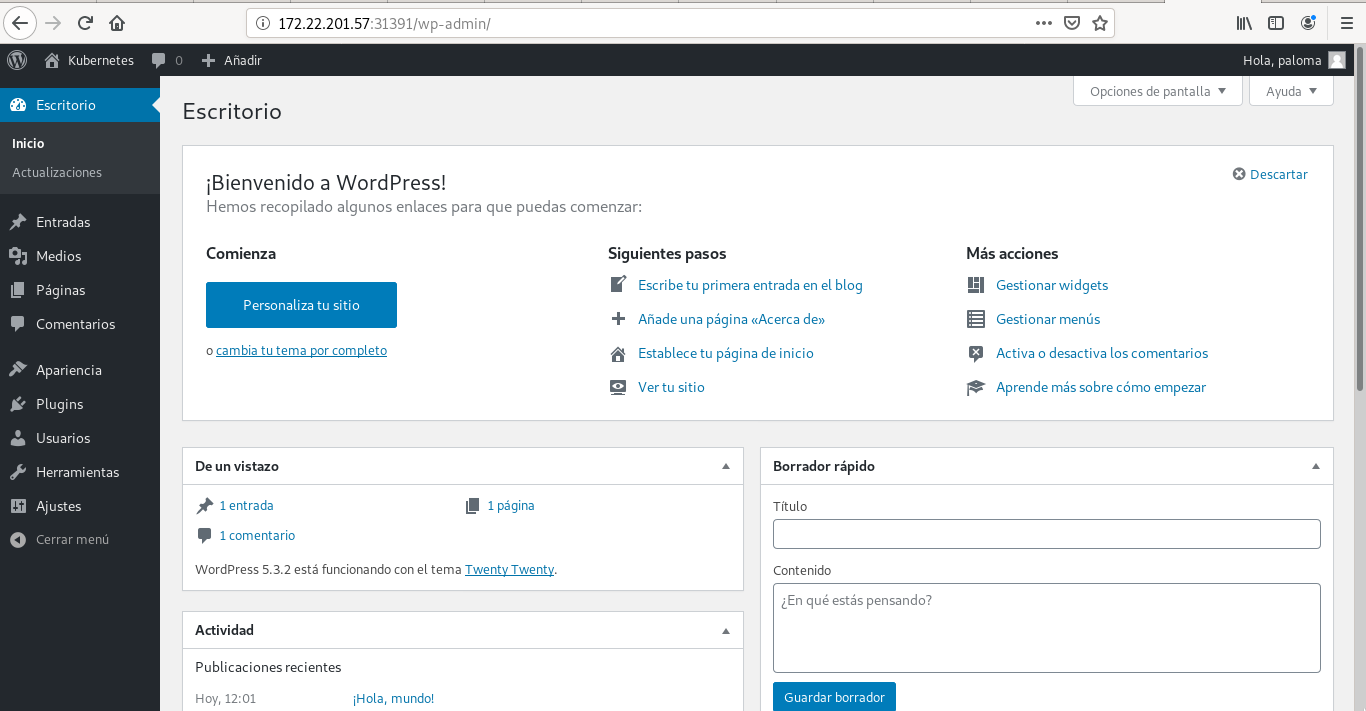 172.22.201.57:31391/wp-admin/
Kubernetes 0 Añadir Hola, paloma
Opciones de pantalla Ayuda
Escritorio
Inicio
Actualizaciones
Entradas
Medios
Páginas
Comentarios
Apariencia
Plugins
Usuarios
Herramientas
Ajustes
Cerrar menú
Escritorio
¡Bienvenido a WordPress!
Descartar
Hemos recopilado algunos enlaces para que puedas comenzar:
Comienza
Personaliza tu sitio
o cambia tu tema por completo
Siguientes pasos
Escribe tu primera entrada en el blog
Añade una página «Acerca de»
Establece tu página de inicio
Ver tu sitio
Más acciones
Gestionar widgets
Gestionar menús
Activa o desactiva los comentarios
Aprende más sobre cómo empezar
De un vistazo
1 entrada
1 página
1 comentario
WordPress 5.3.2 está funcionando con el tema Twenty Twenty.
Actividad
Publicaciones recientes
Hoy, 12:01 ¡Hola, mundo!
Borrador rápido
Título
Contenido
¿En qué estás pensando?
Guardar borrador